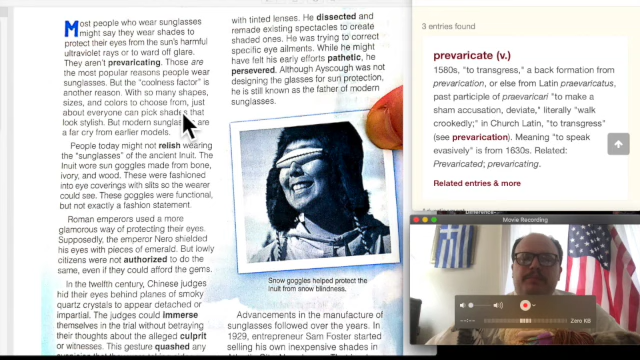 Most people who wear sunglasses
might say they wear shades to
protect their eyes from the sun's harmful
ultraviolet rays or to ward off glare.
They aren't prevaricating. Those are
the most popular reasons people wear
sunglasses. But the "coolness factor" is
another reason. With so many shapes,
sizes, and colors to choose from, just
about everyone can pick shades that
look stylish. But modern sunglasses are
a far cry from earlier models.
People today might not relish wearing
the "sunglasses" of the ancient Inuit. The
Inuit wore sun goggles made from bone,
ivory, and wood. These were fashioned
into eye coverings with slits so the wearer
could see. These goggles were functional,
but not exactly a fashion statement.
Roman emperors used a more
glamorous way of protecting their eyes.
Supposedly, the emperor Nero shielded
his eyes with pieces of emerald. But lowly
citizens were not authorized to do the
same, even if they could afford the gems.
In the twelfth century, Chinese judges
hid their eyes behind planes of smoky
quartz crystals to appear detached or
impartial. The judges could immerse
themselves in the trial without betraying
their thoughts about the alleged culprit
or witnesses. This gesture quashed any
with tinted lenses. He dissected and
remade existing spectacles to create
shaded ones. He was trying to correct
specific eye ailments. While he might
have felt his early efforts pathetic, he
persevered. Although Ayscough was not
designing the glasses for sun protection,
he is still known as the father of modern
sunglasses.
Snow goggles helped protect the
Inuit from snow blindness.
Advancements in the manufacture of
sunglasses followed over the years. In
1929, entrepreneur Sam Foster started
selling his own inexpensive shades in
3 entries found
prevaricate (v.)
1580s, "to transgress," a back formation from
prevarication, or else from Latin praevaricatus,
past participle of praevaricari "to make a
sham accusation, deviate," literally "walk
crookedly;" in Church Latin, "to transgress"
(see prevarication). Meaning "to speak
evasively" is from 1630s. Related:
Prevaricated; prevaricating.
Related entries & more
Movie Recording
--:--
Zero KB